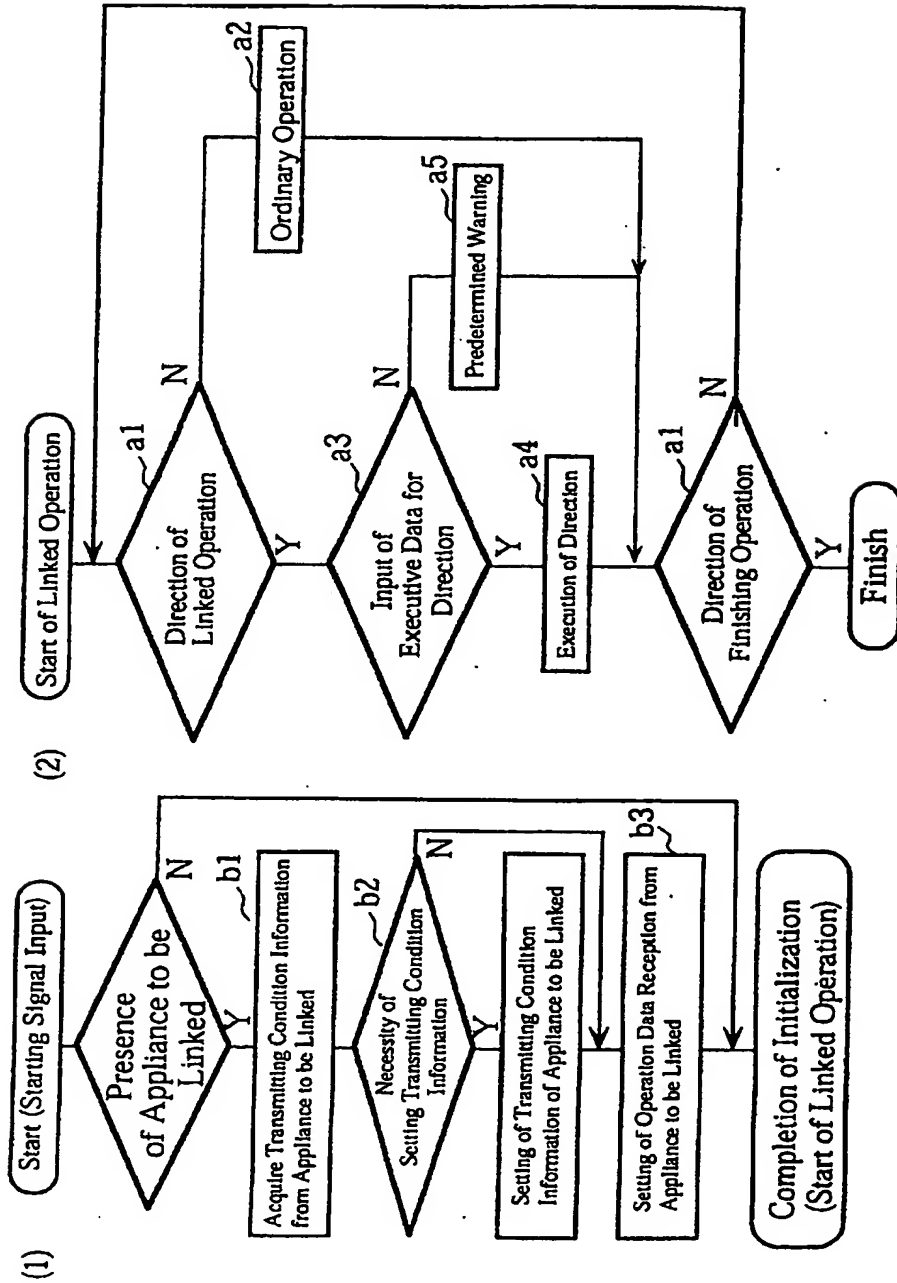 (1)
Start (Starting Signal Input)
Presence
of Appliance to be
Linked
N
Y
b1
Acquire Transmitting Condition Information
from Appliance to be Linked
b2
Necessity of
Setting Transmitting Condition
Information
N
Y
Setting of Transmitting Condition
Information of Appliance to be Linked
b3
Setting of Operation Data Reception from
Appliance to be Linked
Completion of Initialization
(Start of Linked Operation)
(2)
Start of Linked Operation
a1
Direction of
Linked Operation
N
Y
a2
Ordinary Operation
a3
Input of
Executive Data for
Direction
N
Y
a5
Predetermined Warning
a4
Execution of Direction
a1
Direction of
Finishing Operation
N
Y
Finish